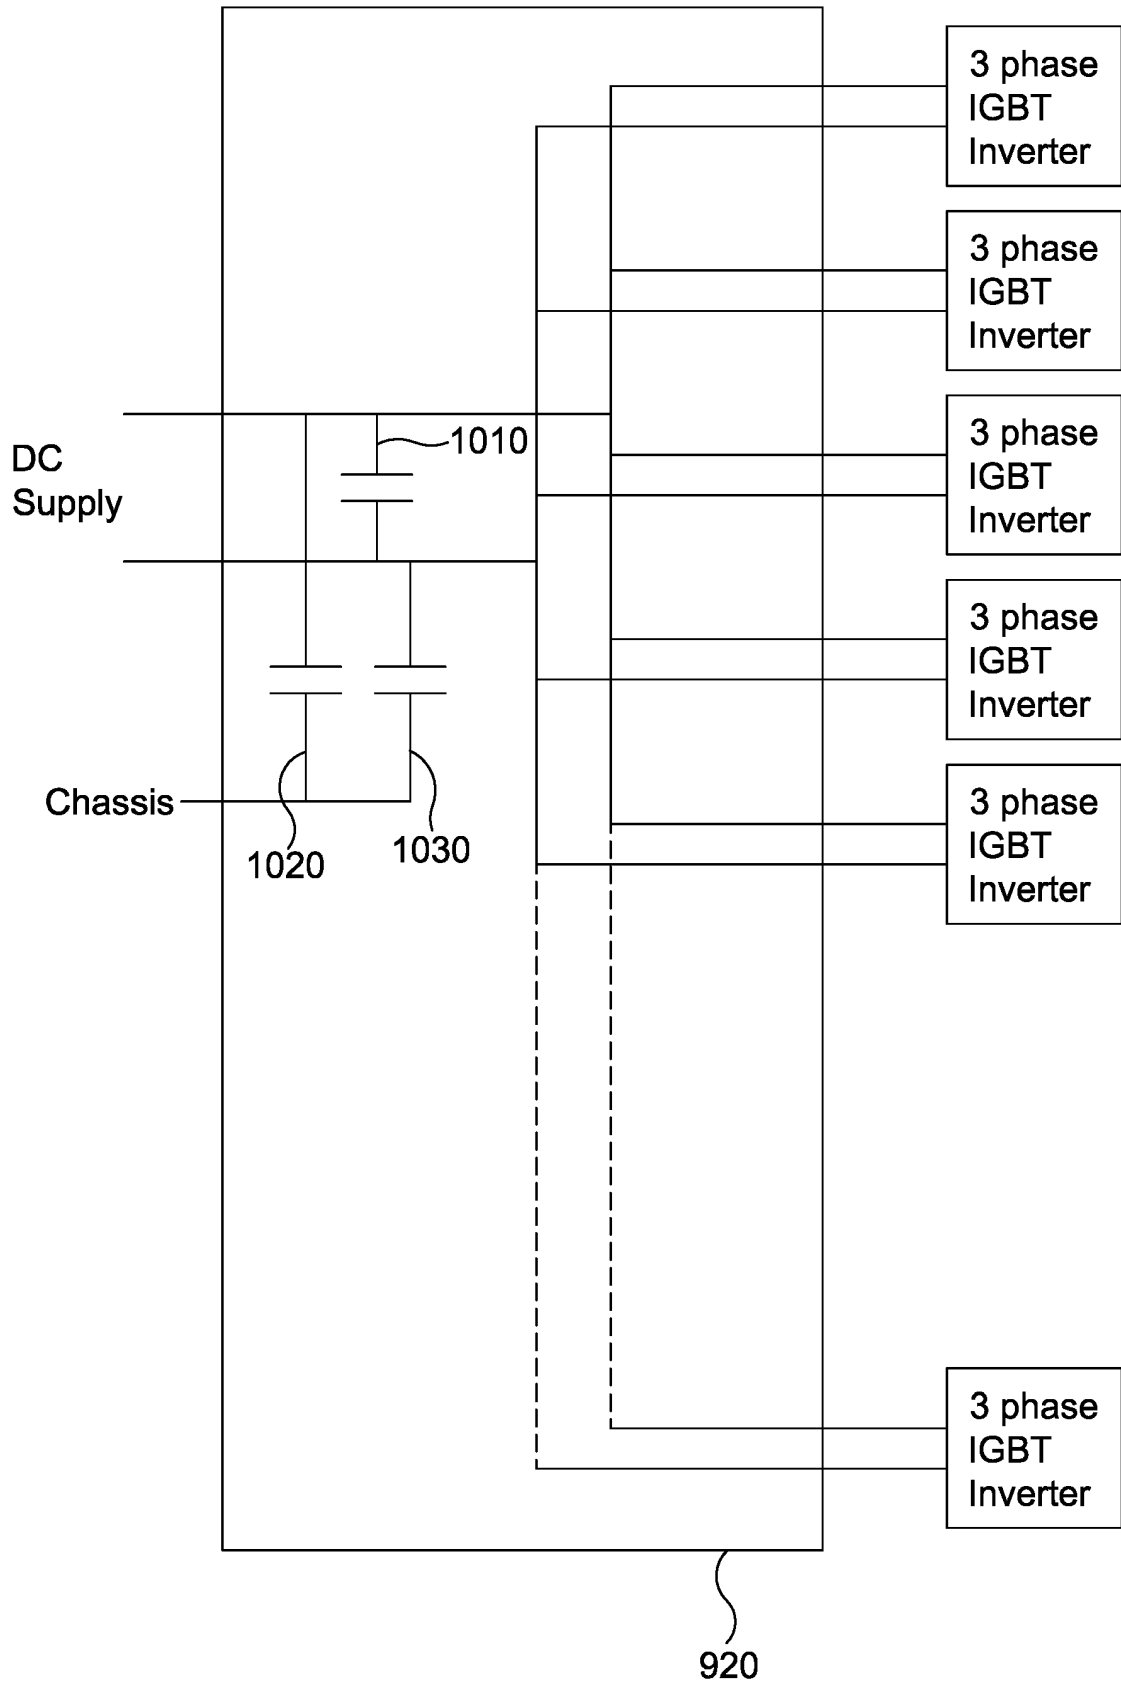 3 phase
IGBT
Inverter
3 phase
IGBT
Inverter
3 phase
IGBT
Inverter
DC
Supply
1010
3 phase
IGBT
Inverter
Chassis
1020
1030
3 phase
IGBT
Inverter
3 phase
IGBT
Inverter
920